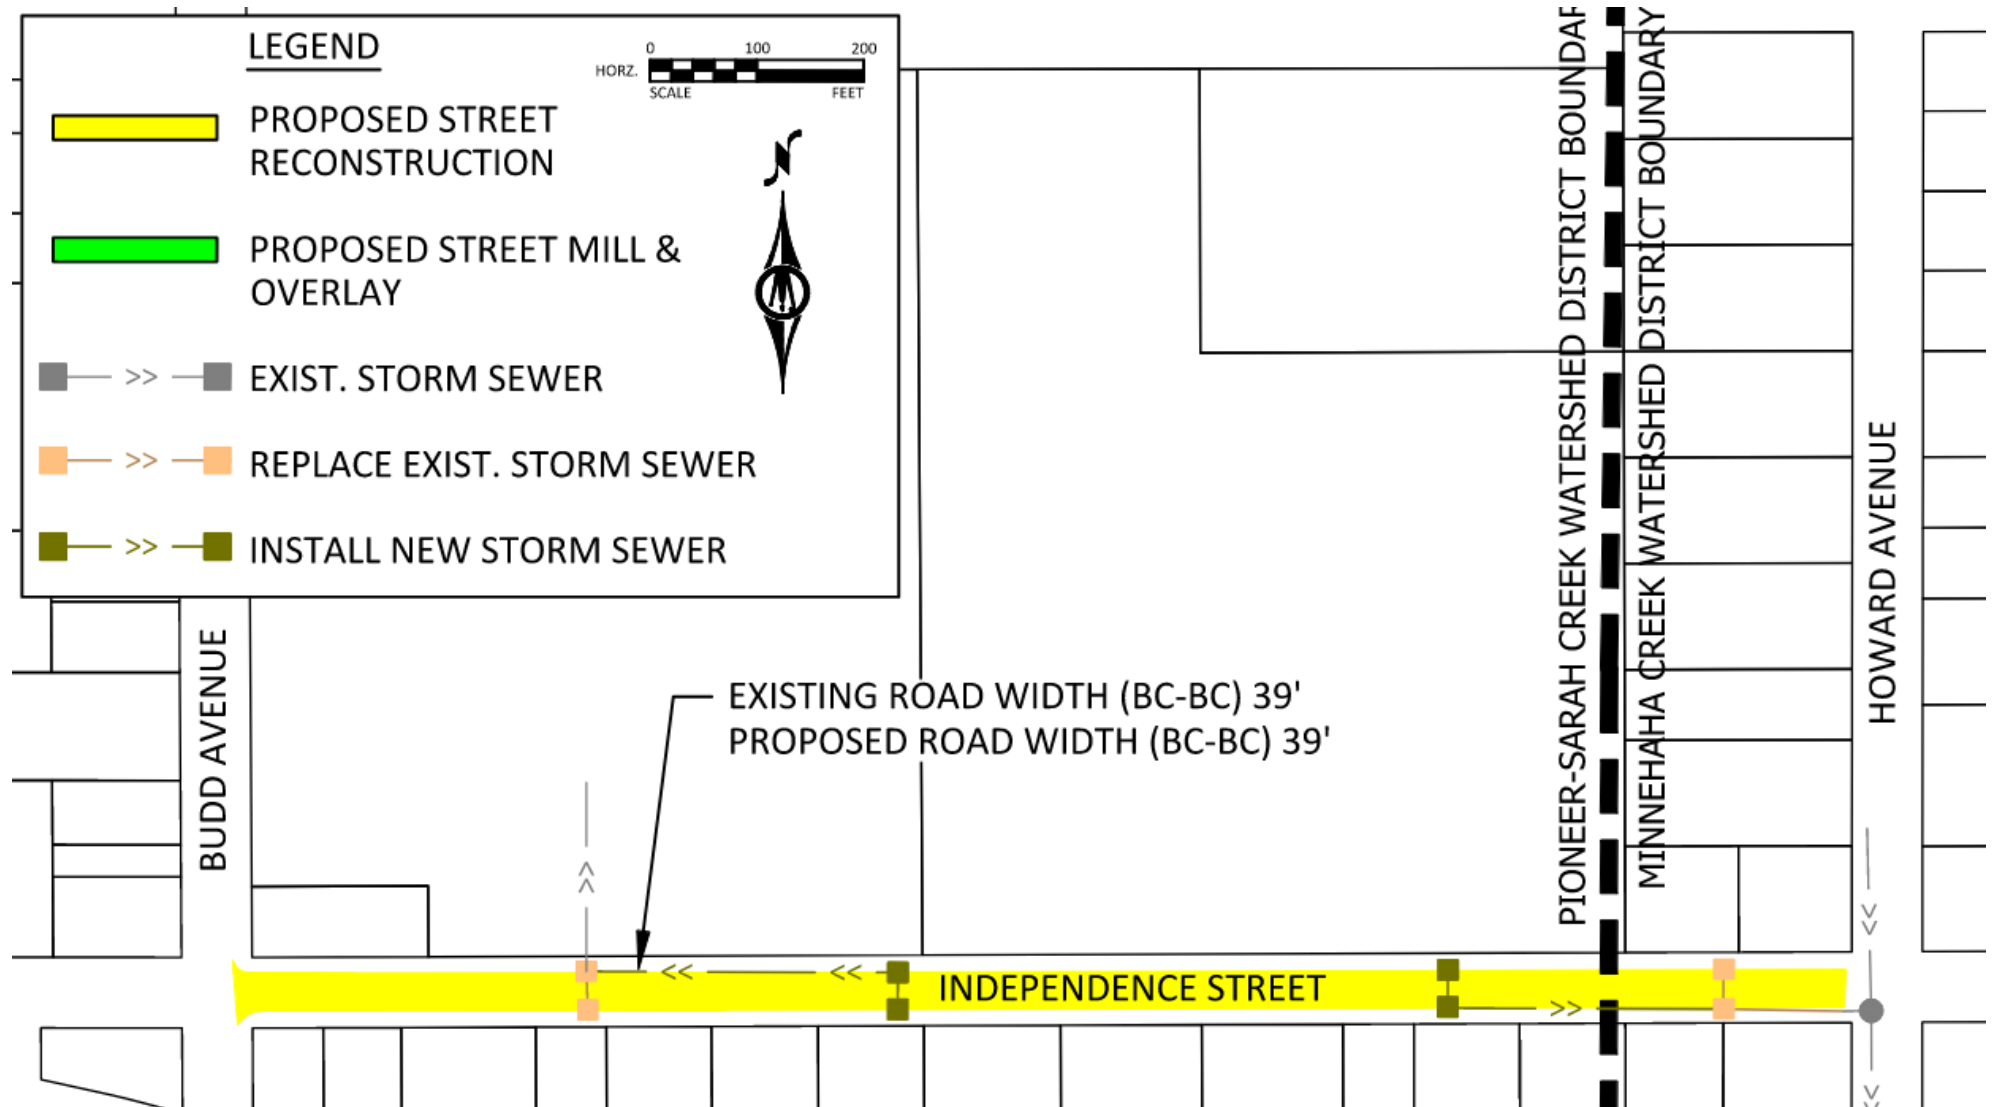 LEGEND
0 100 200
HORZ.
SCALE FEET
PROPOSED STREET
RECONSTRUCTION
N
PROPOSED STREET MILL &
OVERLAY
>> EXIST. STORM SEWER
>> REPLACE EXIST. STORM SEWER
>> INSTALL NEW STORM SEWER
PIONEER-SARAH CREEK WATERSHED DISTRICT BOUNDAR
MINNEHAHA CREEK WATERSHED DISTRICT BOUNDARY
HOWARD AVENUE
BUDD AVENUE
EXISTING ROAD WIDTH (BC-BC) 39'
PROPOSED ROAD WIDTH (BC-BC) 39'
INDEPENDENCE STREET